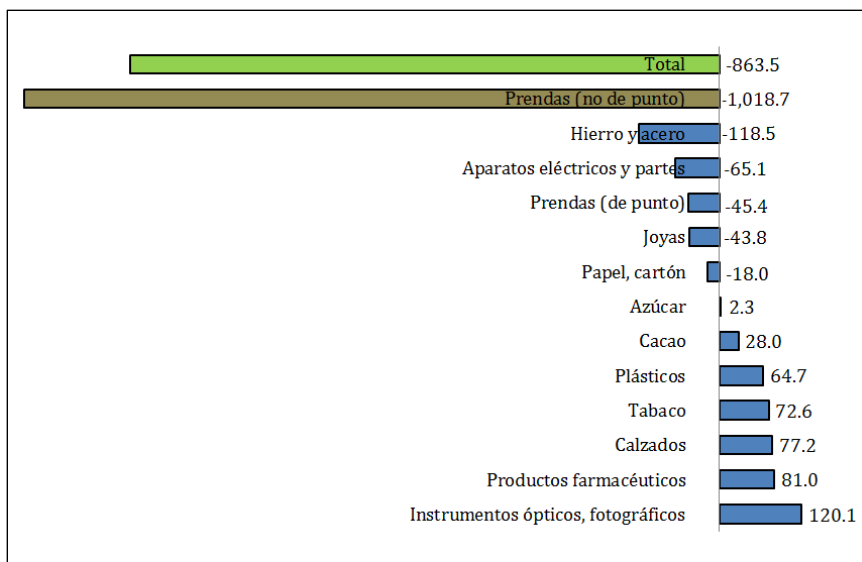 Total -863.5
Prendas (no de punto) -1,018.7
Hierro y acero -118.5
Aparatos eléctricos y partes -65.1
Prendas (de punto) -45.4
Joyas -43.8
Papel, cartón -18.0
Azúcar 2.3
Cacao 28.0
Plásticos 64.7
Tabaco 72.6
Calzados 77.2
Productos farmacéuticos 81.0
Instrumentos ópticos, fotográficos 120.1